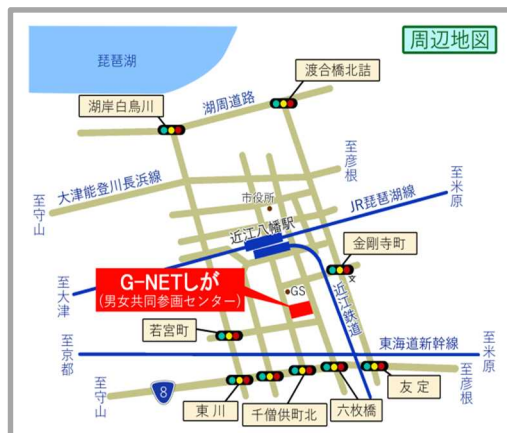 周辺地図
琵琶湖
渡合橋北詰
湖岸白鳥川
湖周道路
至彦根
大津能登川長浜線
至守山
市役所
至米原
JR琵琶湖線
近江八幡駅
金剛寺町
至大津
G-NETしが
(男女共同参画センター)
GS
近江鉄道
若宮町
至京都
東海道新幹線
至米原
至守山
8
東川
千僧供町北
六枚橋
友定
至彦根